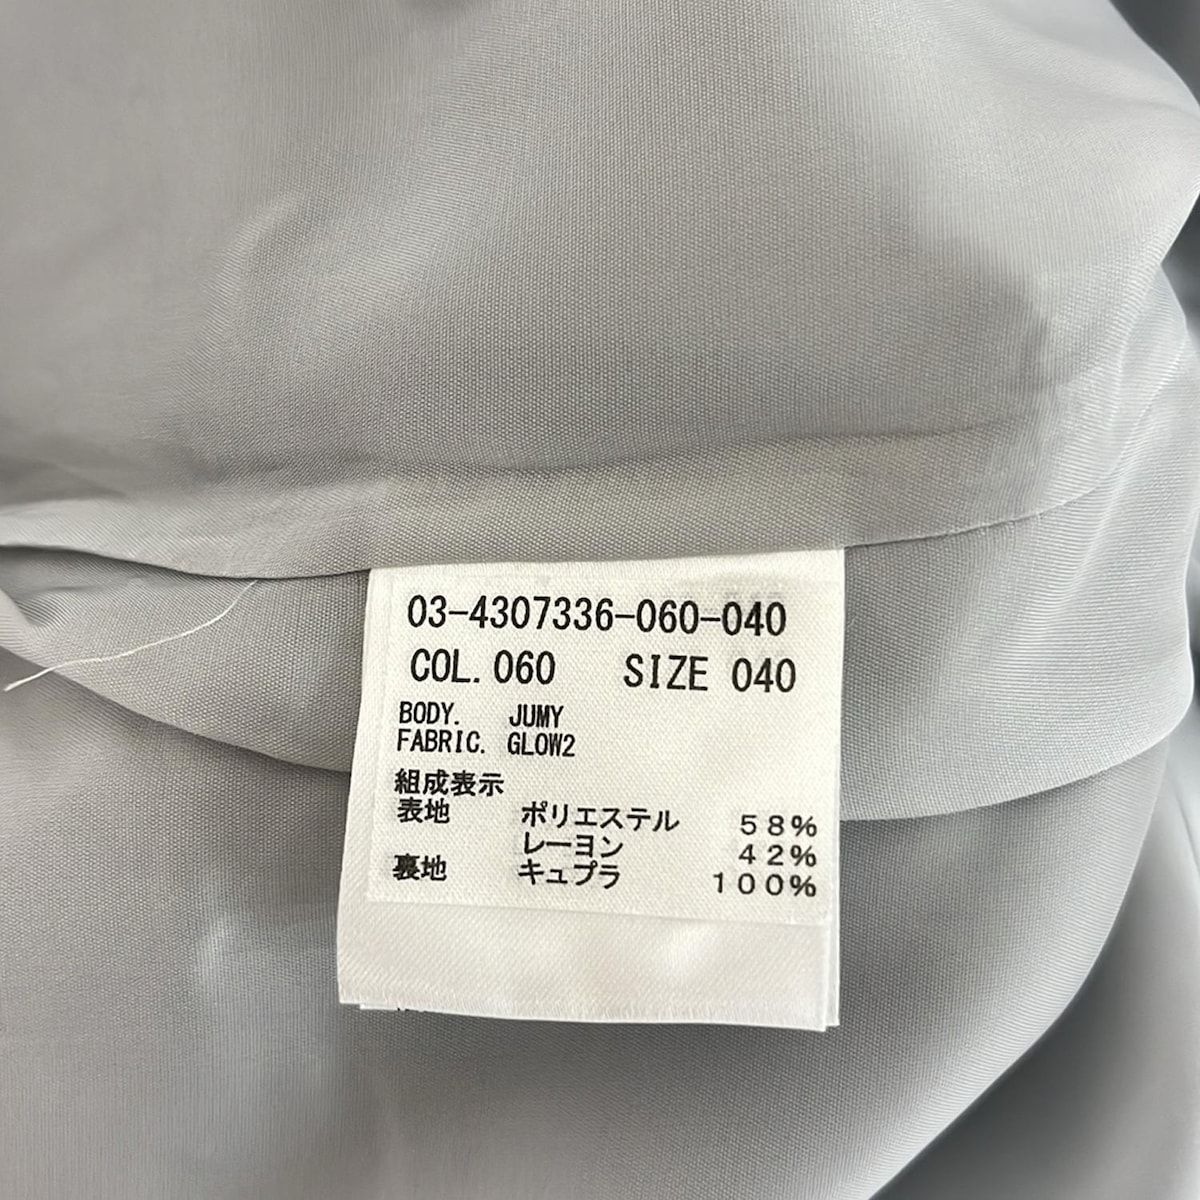 03-4307336-060-040
COL. 060 SIZE 040
BODY. JUMY
FABRIC. GLOW2
組成表示
表地 ポリエステル 58%
レーヨン 42%
裏地 キュプラ 100%